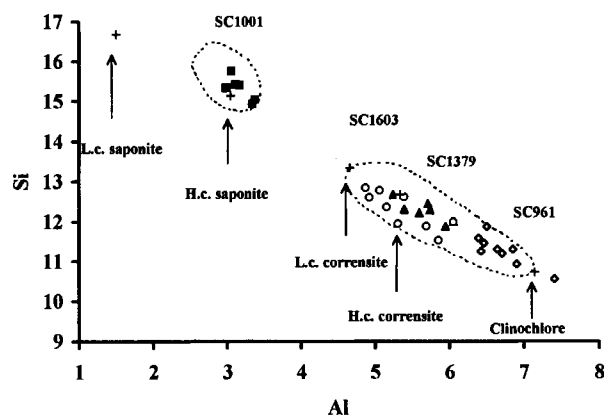 17
16
15
14
13
12
11
10
9
Si
SC1001
L.c. saponite
H.c. saponite
SC1603
SC1379
SC961
L.c. corrensite
H.c. corrensite
Clinochlore
1 2 3 4 5 6 7 8
Al